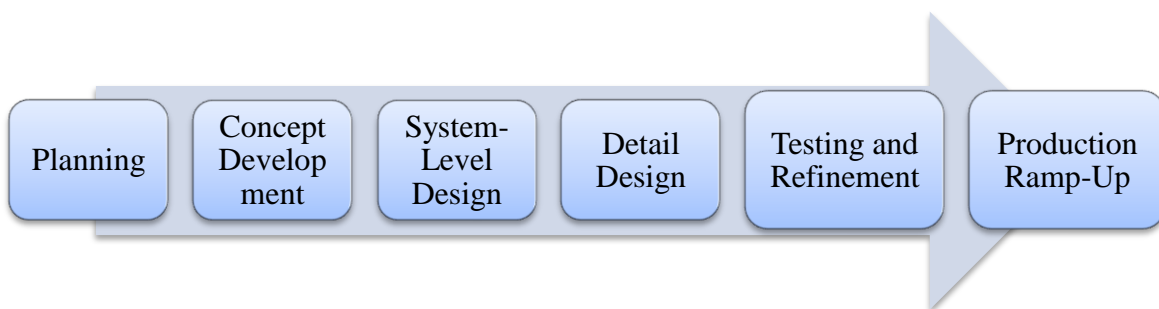 Planning
Concept
Develop
ment
System-
Level
Design
Detail
Design
Testing and
Refinement
Production
Ramp-Up